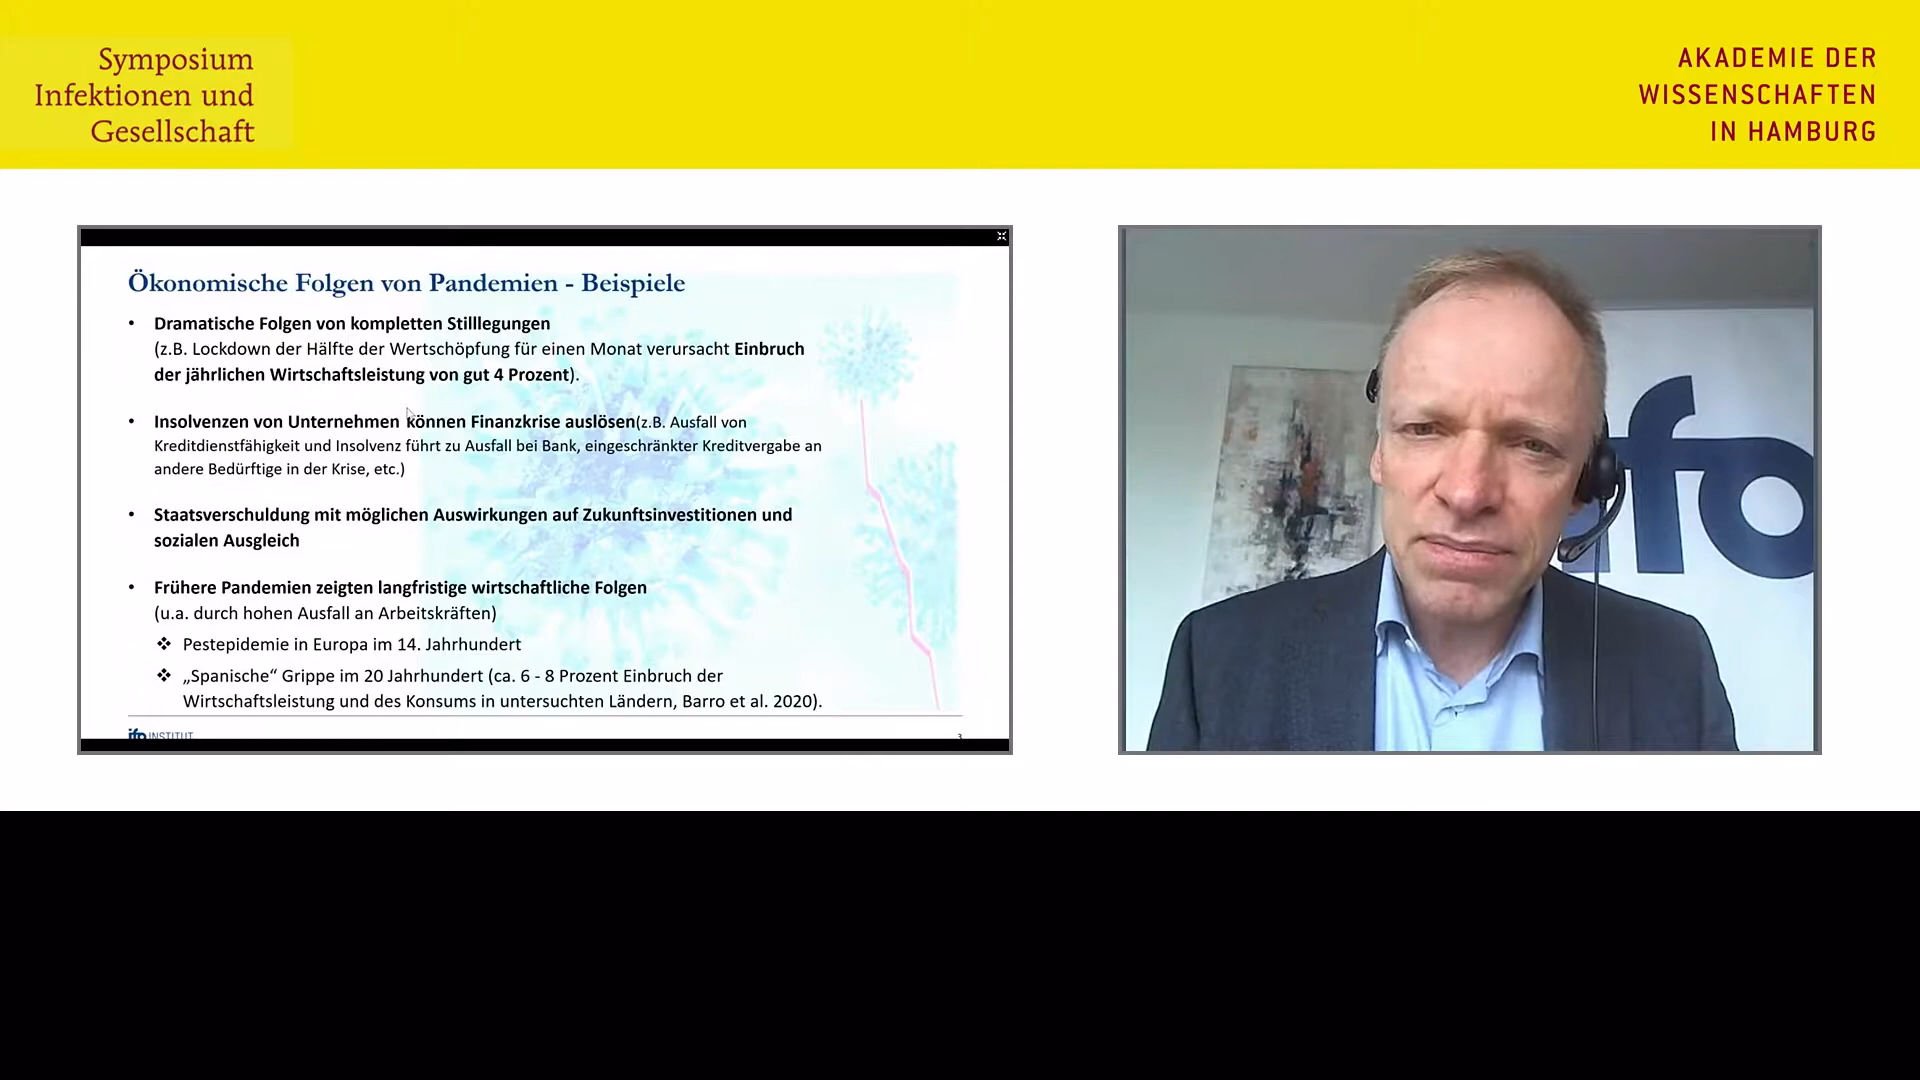 Symposium
Infektionen und
Gesellschaft
AKADEMIE DER
WISSENSCHAFTEN
IN HAMBURG
Ökonomische Folgen von Pandemien - Beispiele
• Dramatische Folgen von kompletten Stilllegungen
(z.B. Lockdown der Hälfte der Wertschöpfung für einen Monat verursacht Einbruch
der jährlichen Wirtschaftsleistung von gut 4 Prozent).
• Insolvenzen von Unternehmen können Finanzkrise auslösen(z.B. Ausfall von
Kreditdienstfähigkeit und Insolvenz führt zu Ausfall bei Bank, eingeschränkter Kreditvergabe an
andere Bedürftige in der Krise, etc.)
• Staatsverschuldung mit möglichen Auswirkungen auf Zukunftsinvestitionen und
sozialen Ausgleich
• Frühere Pandemien zeigten langfristige wirtschaftliche Folgen
(u.a. durch hohen Ausfall an Arbeitskräften)
❖ Pestepidemie in Europa im 14. Jahrhundert
❖ „Spanische“ Grippe im 20 Jahrhundert (ca. 6 - 8 Prozent Einbruch der
Wirtschaftsleistung und des Konsums in untersuchten Ländern, Barro et al. 2020).
ifo INSTITUT
3
ifo